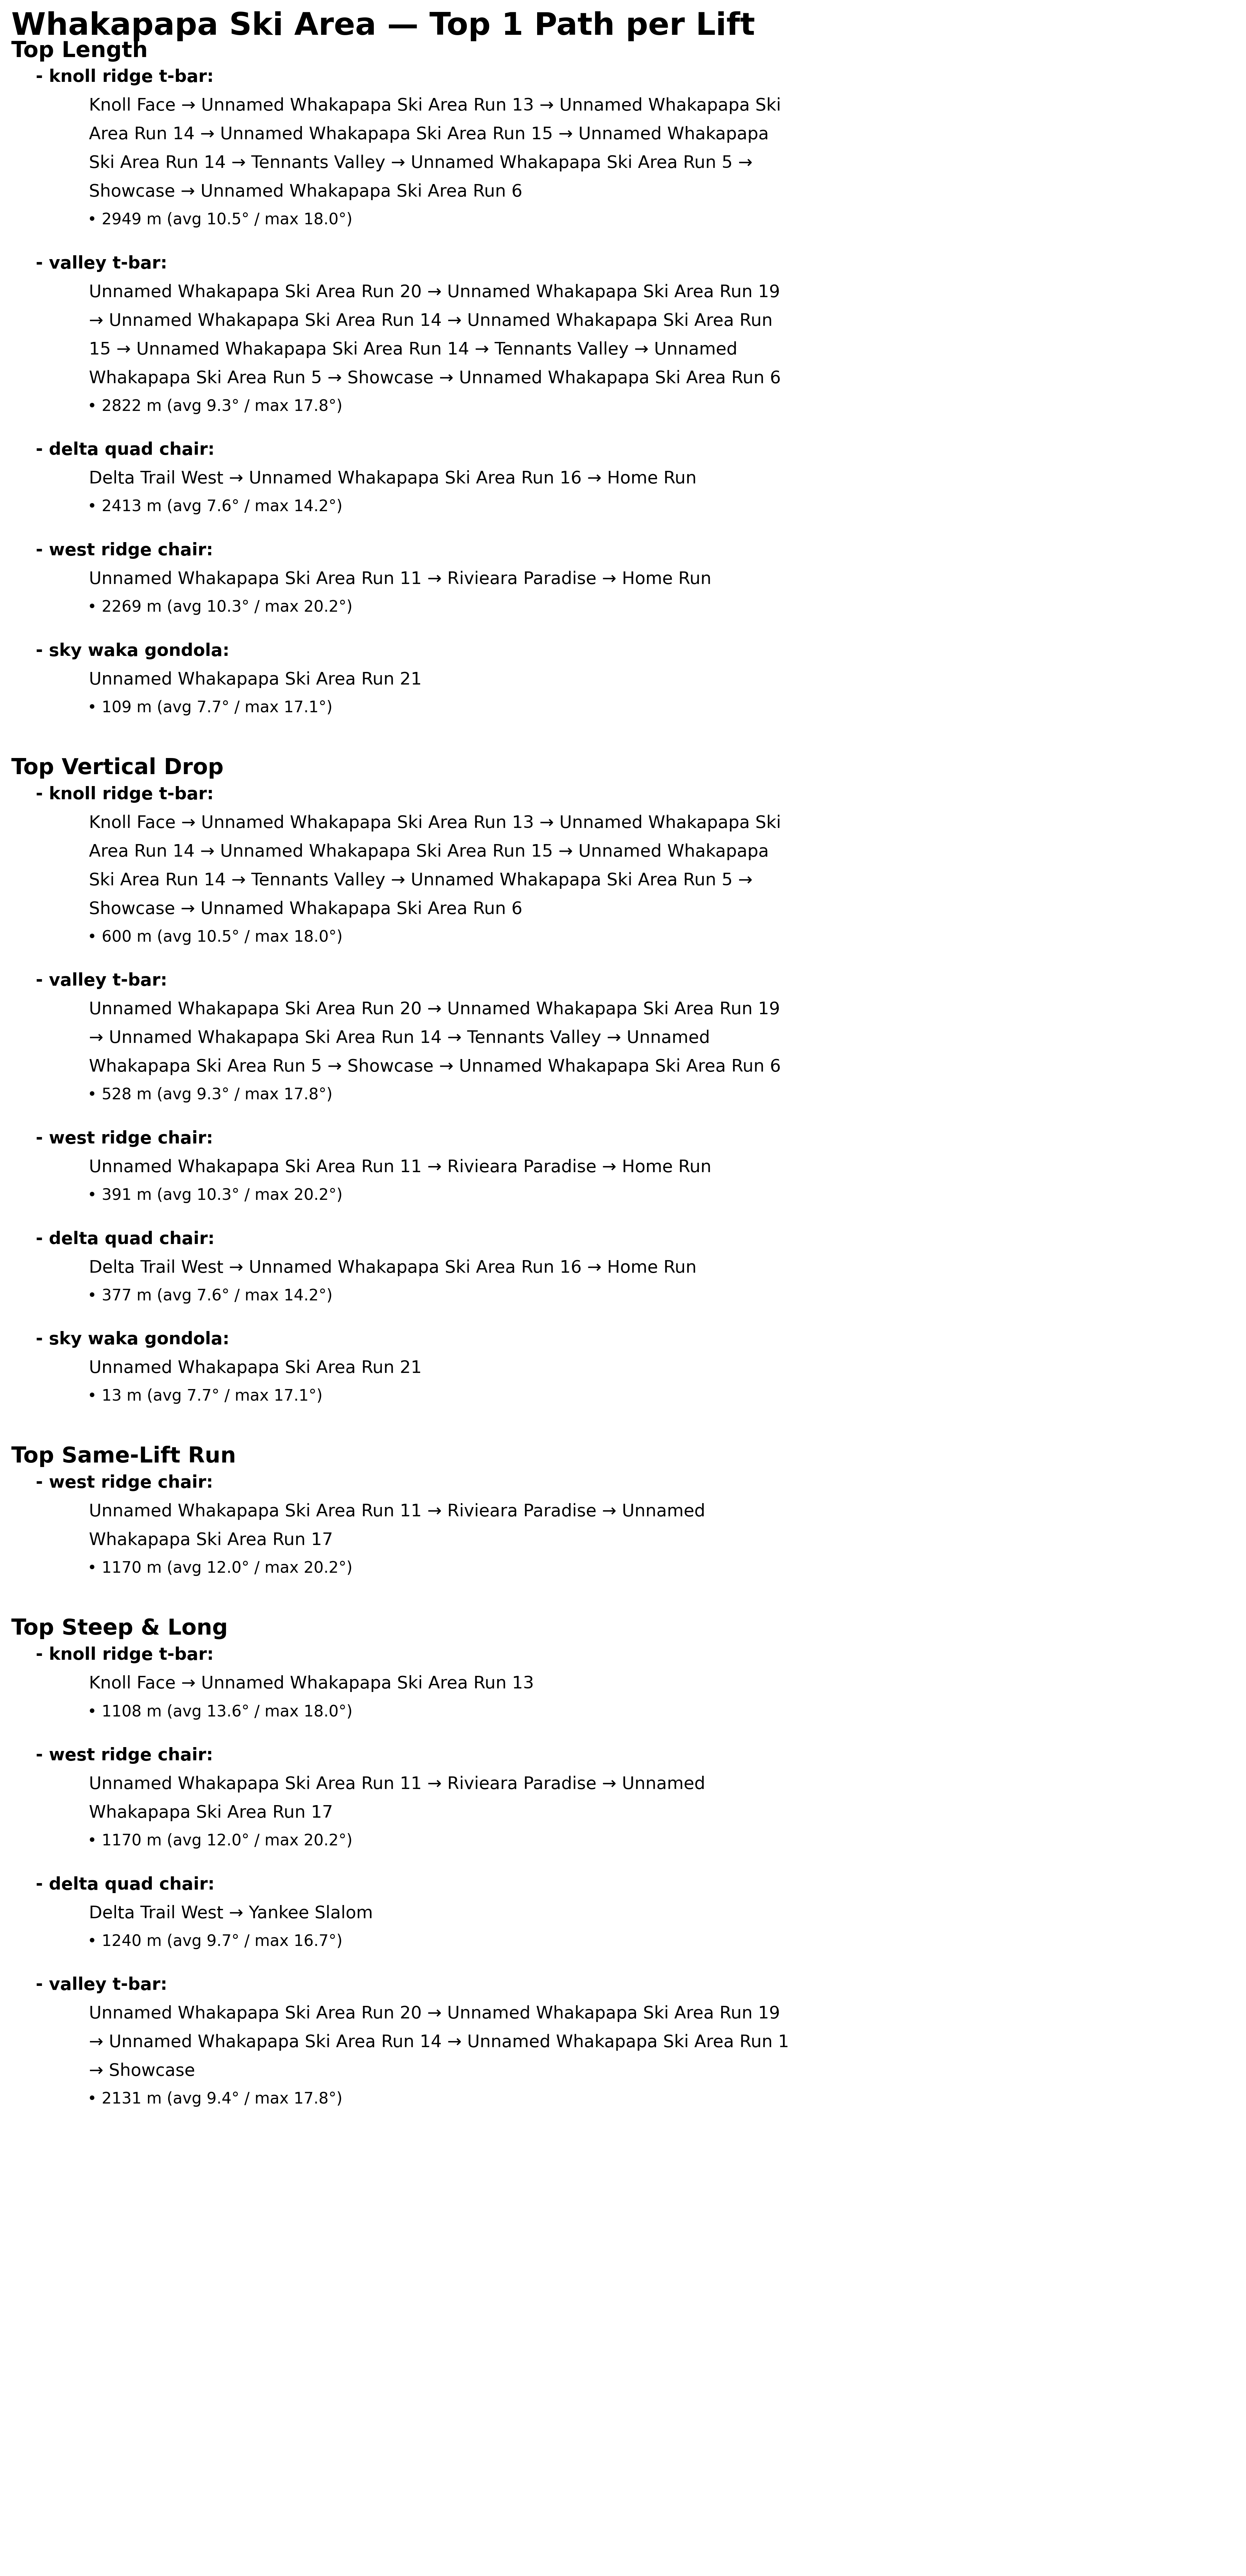 Whakapapa Ski Area — Top 1 Path per Lift
Top Length
- knoll ridge t-bar:
Knoll Face → Unnamed Whakapapa Ski Area Run 13 → Unnamed Whakapapa Ski
Area Run 14 → Unnamed Whakapapa Ski Area Run 15 → Unnamed Whakapapa
Ski Area Run 14 → Tennants Valley → Unnamed Whakapapa Ski Area Run 5 →
Showcase → Unnamed Whakapapa Ski Area Run 6
• 2949 m (avg 10.5° / max 18.0°)
- valley t-bar:
Unnamed Whakapapa Ski Area Run 20 → Unnamed Whakapapa Ski Area Run 19
→ Unnamed Whakapapa Ski Area Run 14 → Unnamed Whakapapa Ski Area Run
15 → Unnamed Whakapapa Ski Area Run 14 → Tennants Valley → Unnamed
Whakapapa Ski Area Run 5 → Showcase → Unnamed Whakapapa Ski Area Run 6
• 2822 m (avg 9.3° / max 17.8°)
- delta quad chair:
Delta Trail West → Unnamed Whakapapa Ski Area Run 16 → Home Run
• 2413 m (avg 7.6° / max 14.2°)
- west ridge chair:
Unnamed Whakapapa Ski Area Run 11 → Rivieara Paradise → Home Run
• 2269 m (avg 10.3° / max 20.2°)
- sky waka gondola:
Unnamed Whakapapa Ski Area Run 21
• 109 m (avg 7.7° / max 17.1°)
Top Vertical Drop
- knoll ridge t-bar:
Knoll Face → Unnamed Whakapapa Ski Area Run 13 → Unnamed Whakapapa Ski
Area Run 14 → Unnamed Whakapapa Ski Area Run 15 → Unnamed Whakapapa
Ski Area Run 14 → Tennants Valley → Unnamed Whakapapa Ski Area Run 5 →
Showcase → Unnamed Whakapapa Ski Area Run 6
• 600 m (avg 10.5° / max 18.0°)
- valley t-bar:
Unnamed Whakapapa Ski Area Run 20 → Unnamed Whakapapa Ski Area Run 19
→ Unnamed Whakapapa Ski Area Run 14 → Tennants Valley → Unnamed
Whakapapa Ski Area Run 5 → Showcase → Unnamed Whakapapa Ski Area Run 6
• 528 m (avg 9.3° / max 17.8°)
- west ridge chair:
Unnamed Whakapapa Ski Area Run 11 → Rivieara Paradise → Home Run
• 391 m (avg 10.3° / max 20.2°)
- delta quad chair:
Delta Trail West → Unnamed Whakapapa Ski Area Run 16 → Home Run
• 377 m (avg 7.6° / max 14.2°)
- sky waka gondola:
Unnamed Whakapapa Ski Area Run 21
• 13 m (avg 7.7° / max 17.1°)
Top Same-Lift Run
- west ridge chair:
Unnamed Whakapapa Ski Area Run 11 → Rivieara Paradise → Unnamed
Whakapapa Ski Area Run 17
• 1170 m (avg 12.0° / max 20.2°)
Top Steep & Long
- knoll ridge t-bar:
Knoll Face → Unnamed Whakapapa Ski Area Run 13
• 1108 m (avg 13.6° / max 18.0°)
- west ridge chair:
Unnamed Whakapapa Ski Area Run 11 → Rivieara Paradise → Unnamed
Whakapapa Ski Area Run 17
• 1170 m (avg 12.0° / max 20.2°)
- delta quad chair:
Delta Trail West → Yankee Slalom
• 1240 m (avg 9.7° / max 16.7°)
- valley t-bar:
Unnamed Whakapapa Ski Area Run 20 → Unnamed Whakapapa Ski Area Run 19
→ Unnamed Whakapapa Ski Area Run 14 → Unnamed Whakapapa Ski Area Run 1
→ Showcase
• 2131 m (avg 9.4° / max 17.8°)